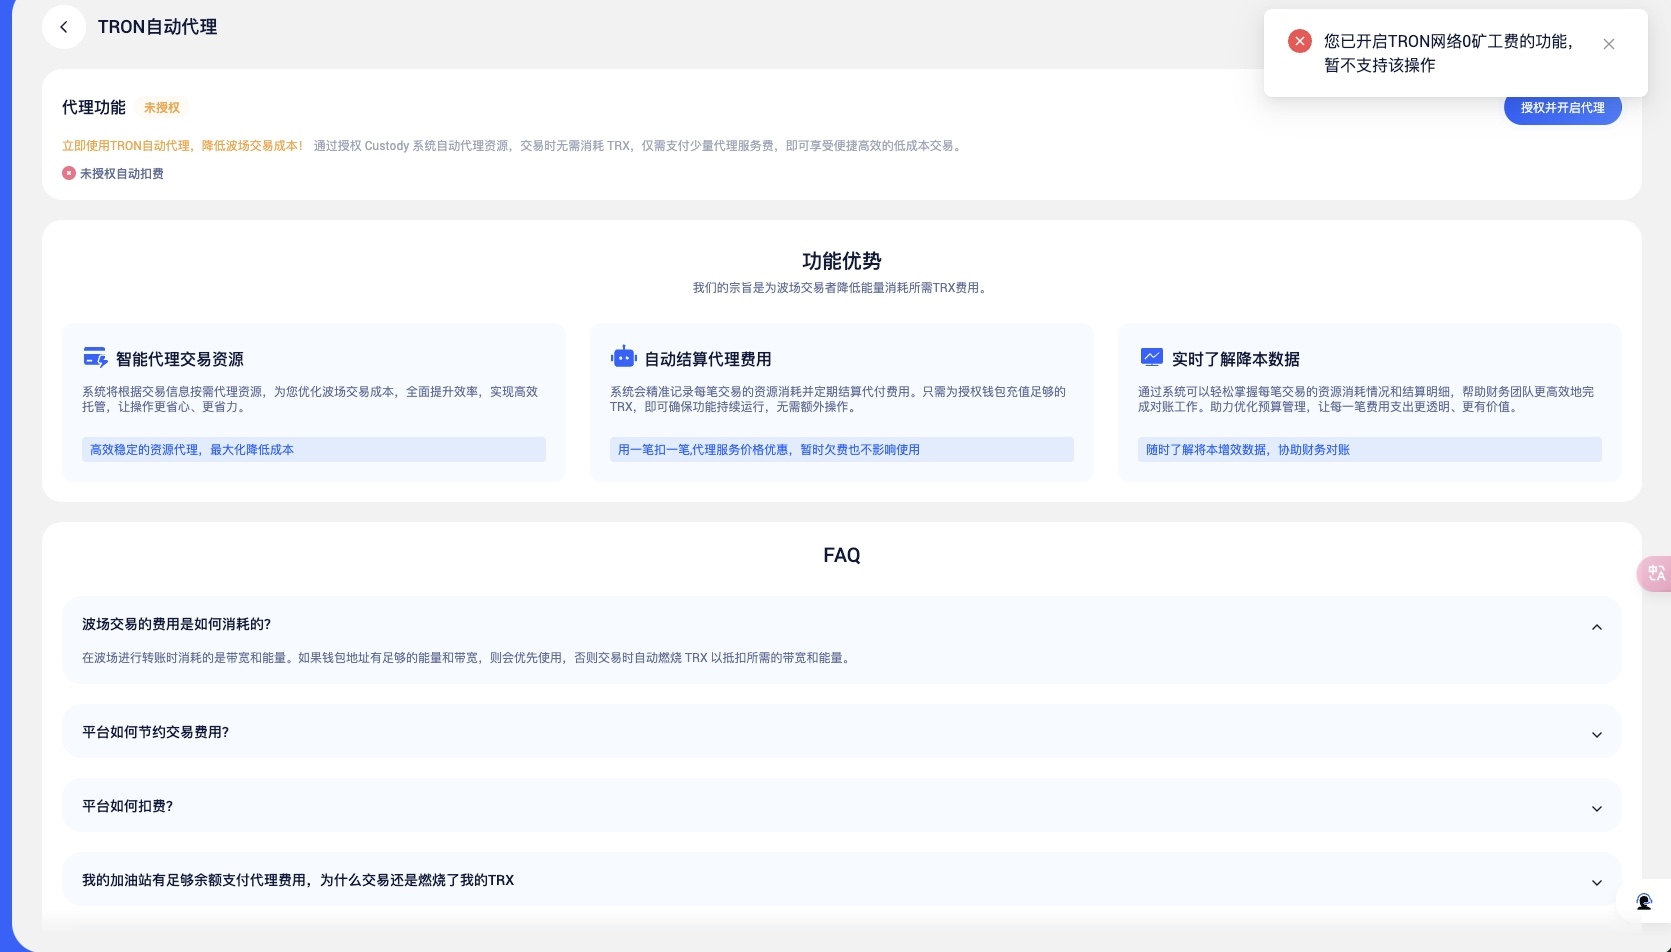 TRON自动代理
您已开启TRON网络0矿工费的功能，
暂不支持该操作
代理功能
未授权
授权并开启代理
立即使用TRON自动代理，降低波场交易成本！ 通过授权 Custody 系统自动代理资源，交易时无需消耗 TRX，仅需支付少量代理服务费，即可享受便捷高效的低成本交易。
未授权自动扣费
功能优势
我们的宗旨是为波场交易者降低能量消耗所需TRX费用。
智能代理交易资源
系统将根据交易信息按需代理资源，为您优化波场交易成本，全面提升效率，实现高效
托管，让操作更省心、更省力。
高效稳定的资源代理，最大化降低成本
自动结算代理费用
系统会精准记录每笔交易的资源消耗并定期结算代付费用。只需为授权钱包充值足够的
TRX，即可确保功能持续运行，无需额外操作。
用一笔扣一笔,代理服务价格优惠，暂时欠费也不影响使用
实时了解降本数据
通过系统可以轻松掌握每笔交易的资源消耗情况和结算明细，帮助财务团队更高效地完
成对账工作。助力优化预算管理，让每一笔费用支出更透明、更有价值。
随时了解将本增效数据，协助财务对账
FAQ
波场交易的费用是如何消耗的?
在波场进行转账时消耗的是带宽和能量。如果钱包地址有足够的能量和带宽，则会优先使用，否则交易时自动燃烧 TRX 以抵扣所需的带宽和能量。
平台如何节约交易费用?
平台如何扣费?
我的加油站有足够余额支付代理费用，为什么交易还是燃烧了我的TRX